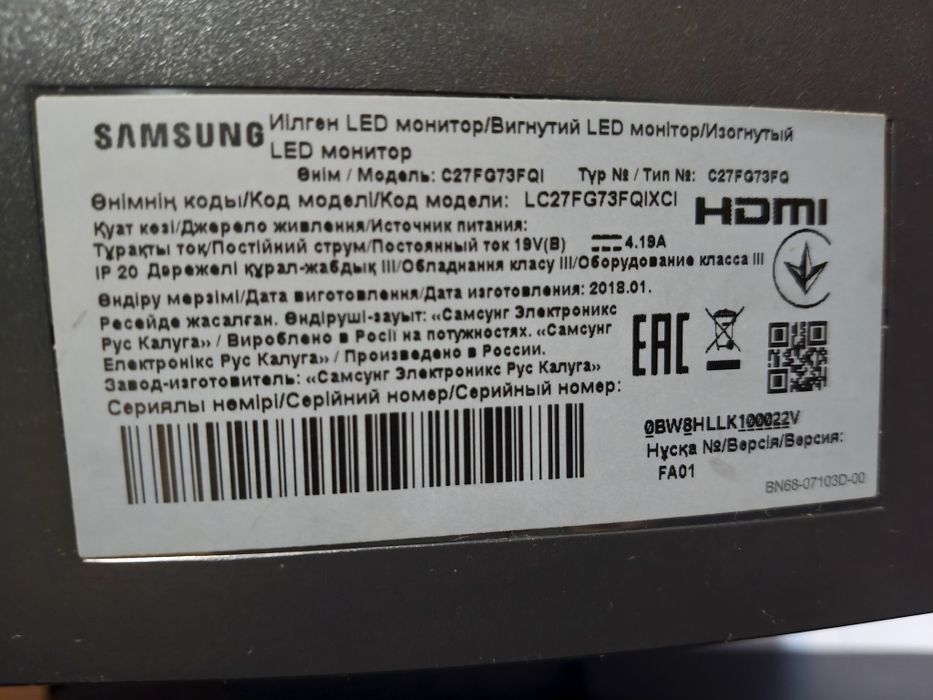 SAMSUNG Иілген LED монитор/Вигнутий LED монітор/Изогнутый
LED монитор
Өнім / Модель: C27FG73FQI Түр № / Тип №: C27FG73FQ
Өнімнің коды/Код моделі/Код модели: LC27FG73FQIXCI
HDMI
Қуат көзі/Джерело живлення/Источник питания:
Тұрақты ток/Постійний струм/Постоянный ток 19V(B) 4.19A
IP 20 Дәрежелі құрал-жабдық III/Обладнання класу III/Оборудование класса III
Өндіру мерзімі/Дата виготовлення/Дата изготовления: 2018.01.
Ресейде жасалған. Өндіруші-зауыт: «Самсунг Электроникс
Рус Калуга» / Вироблено в Росії на потужностях. «Самсунг
Електронікс Рус Калуга» / Произведено в России.
Завод-изготовитель: «Самсунг Электроникс Рус Калуга»
EAC
Сериялы нөмірі/Серійний номер/Серийный номер:
0BW8HLLK100022V
Нұсқа №/Версія/Версия:
FA01
BN68-07103D-00